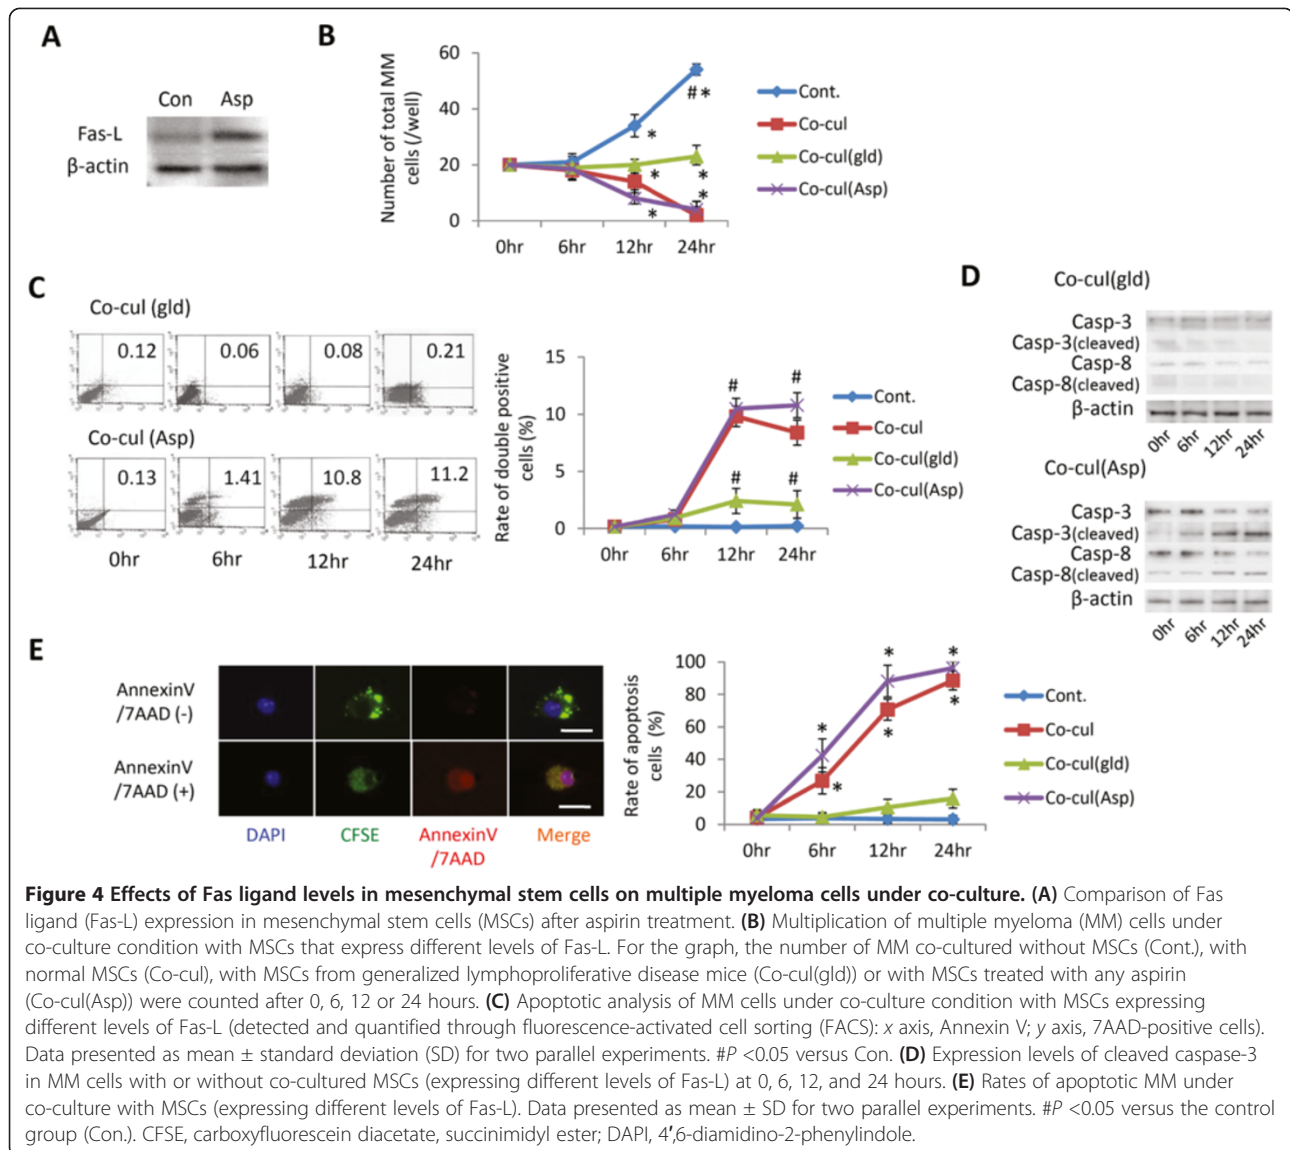 A
Con Asp
Fas-L
β-actin
B
Number of total MM
cells (/well)
60
40
20
0
0hr 6hr 12hr 24hr
# *
*
*
*
*
*
Cont.
Co-cul
Co-cul(gld)
Co-cul(Asp)
C
Co-cul (gld)
0.12 0.06 0.08 0.21
Co-cul (Asp)
0.13 1.41 10.8 11.2
0hr 6hr 12hr 24hr
Rate of double positive
cells (%)
15
10
5
0
# #
# #
0hr 6hr 12hr 24hr
Cont.
Co-cul
Co-cul(gld)
Co-cul(Asp)
D
Co-cul(gld)
Casp-3
Casp-3(cleaved)
Casp-8
Casp-8(cleaved)
β-actin
0hr 6hr 12hr 24hr
Co-cul(Asp)
Casp-3
Casp-3(cleaved)
Casp-8
Casp-8(cleaved)
β-actin
0hr 6hr 12hr 24hr
E
AnnexinV
/7AAD (-)
AnnexinV
/7AAD (+)
DAPI CFSE AnnexinV
/7AAD Merge
Rate of apoptosis
cells (%)
100
80
60
40
20
0
* * *
* * *
0hr 6hr 12hr 24hr
Cont.
Co-cul
Co-cul(gld)
Co-cul(Asp)
Figure 4 Effects of Fas ligand levels in mesenchymal stem cells on multiple myeloma cells under co-culture. (A) Comparison of Fas
ligand (Fas-L) expression in mesenchymal stem cells (MSCs) after aspirin treatment. (B) Multiplication of multiple myeloma (MM) cells under
co-culture condition with MSCs that express different levels of Fas-L. For the graph, the number of MM co-cultured without MSCs (Cont.), with
normal MSCs (Co-cul), with MSCs from generalized lymphoproliferative disease mice (Co-cul(gld)) or with MSCs treated with any aspirin
(Co-cul(Asp)) were counted after 0, 6, 12 or 24 hours. (C) Apoptotic analysis of MM cells under co-culture condition with MSCs expressing
different levels of Fas-L (detected and quantified through fluorescence-activated cell sorting (FACS): x axis, Annexin V; y axis, 7AAD-positive cells).
Data presented as mean ± standard deviation (SD) for two parallel experiments. #P <0.05 versus Con. (D) Expression levels of cleaved caspase-3
in MM cells with or without co-cultured MSCs (expressing different levels of Fas-L) at 0, 6, 12, and 24 hours. (E) Rates of apoptotic MM under
co-culture with MSCs (expressing different levels of Fas-L). Data presented as mean ± SD for two parallel experiments. #P <0.05 versus the control
group (Con.). CFSE, carboxyfluorescein diacetate, succinimidyl ester; DAPI, 4′,6-diamidino-2-phenylindole.